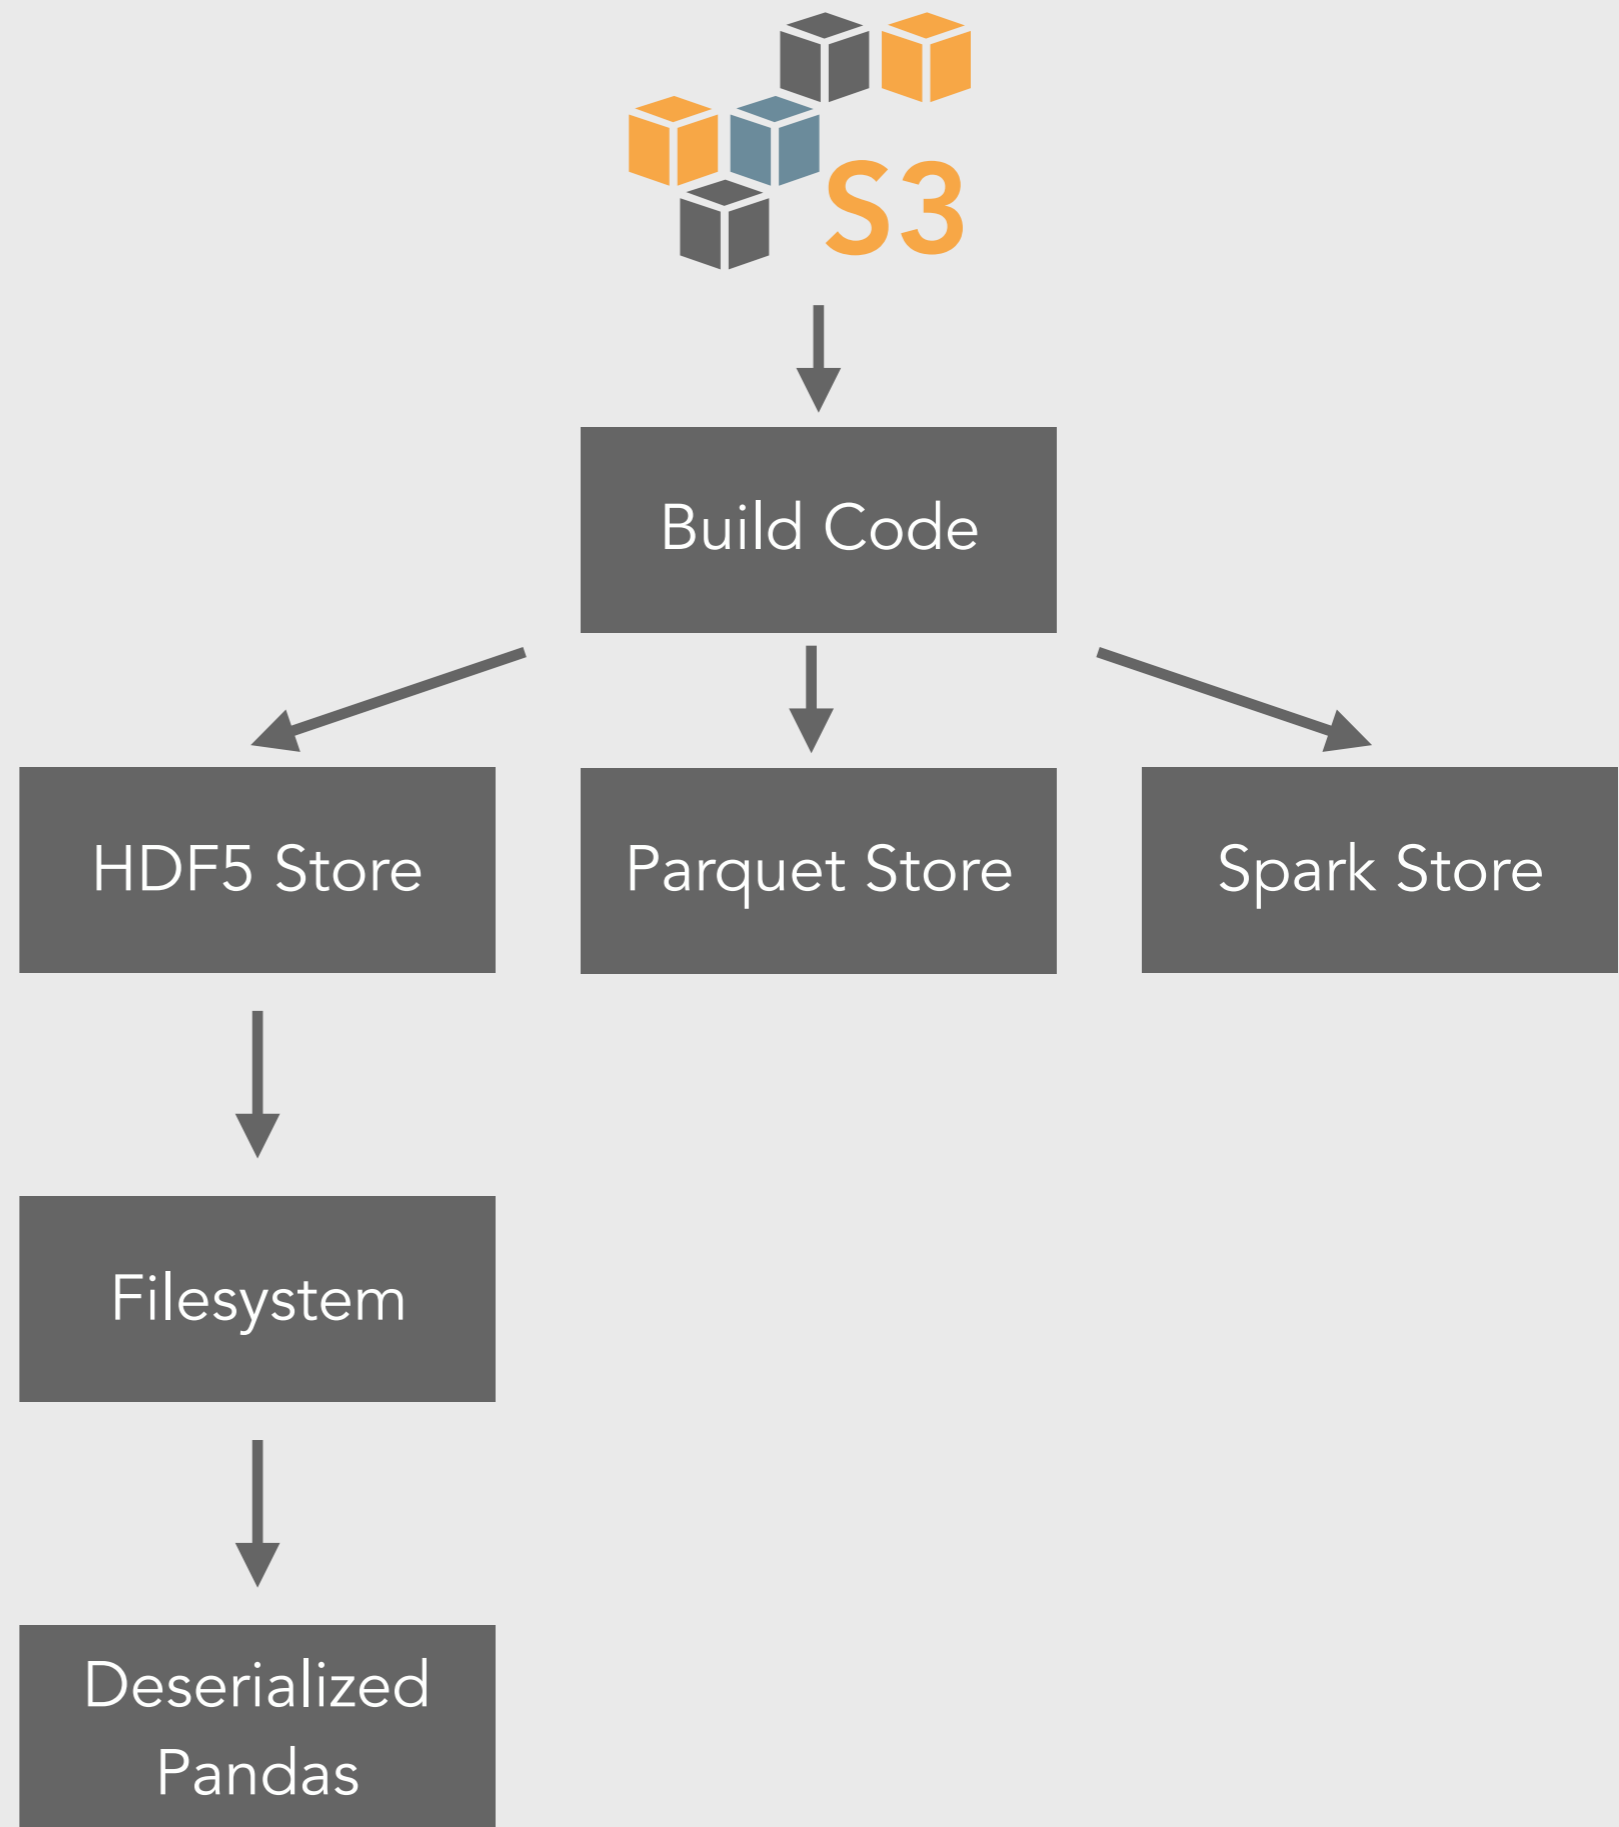 S3
Build Code
HDF5 Store
Parquet Store
Spark Store
Filesystem
Deserialized
Pandas